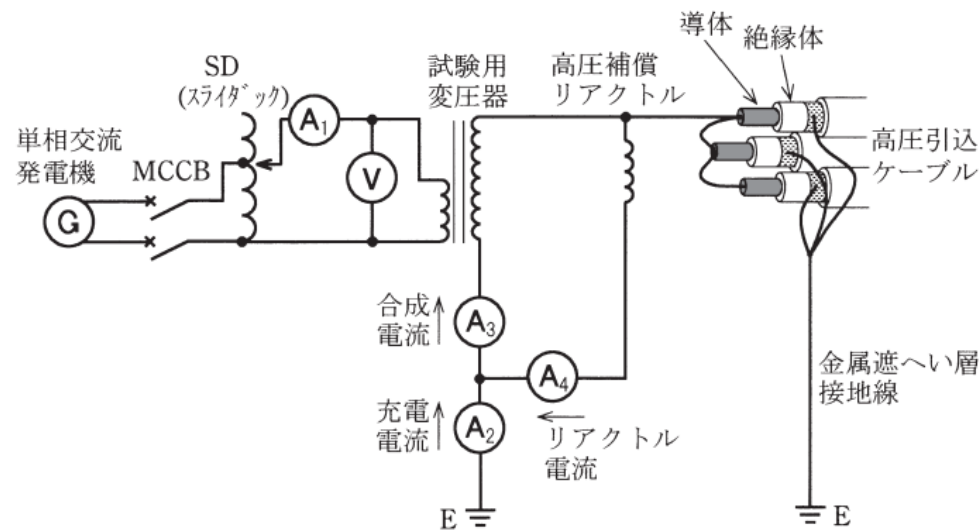 導体
絶縁体
SD
(スライダック)
A₁
試験用
変圧器
高圧補償
リアクトル
単相交流
発電機
MCCB
G
V
高圧引込
ケーブル
合成
電流
A₃
A₄
充電
電流
A₂
リアクトル
電流
金属遮へい層
接地線
E
E